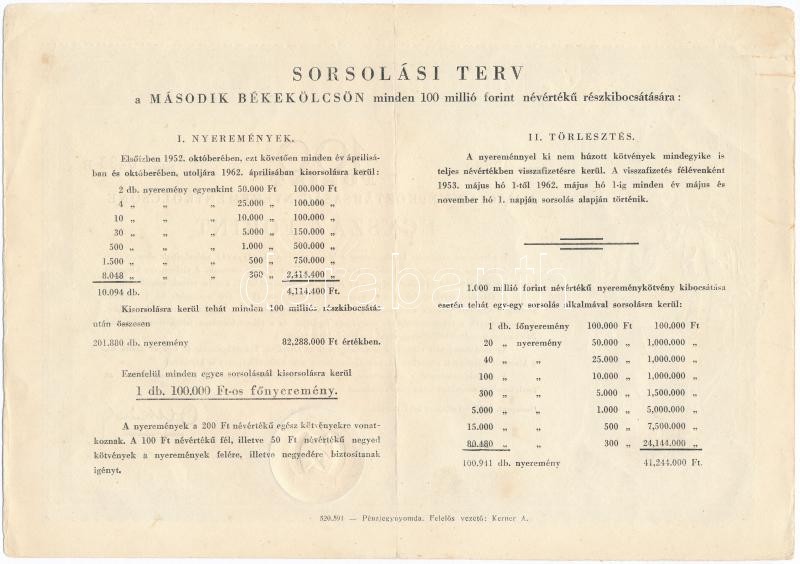 SORSOLÁSI TERV
a MÁSODIK BÉKEKÖLCSÖN minden 100 millió forint névértékű részkibocsátására:
I. NYEREMÉNYEK.
Elsőízben 1952. októberében, ezt követően minden év áprilisá-
ban és októberében, utoljára 1962. áprilisában kisorsolásra kerül:
2 db. nyeremény egyenkint 50.000 Ft 100.000 Ft
4 „ „ „ 25.000 „ 100.000 „
10 „ „ „ 10.000 „ 100.000 „
30 „ „ „ 5.000 „ 150.000 „
500 „ „ „ 1.000 „ 500.000 „
1.500 „ „ „ 500 „ 750.000 „
8.048 „ „ „ 300 „ 2,414.400 „
10.094 db. 4,114.400 Ft.
Kisorsolásra kerül tehát minden 100 milliós részkibocsátás
után összesen
201.880 db. nyeremény 82,288.000 Ft értékben.
Ezenfelül minden egyes sorsolásnál kisorsolásra kerül
1 db. 100.000 Ft-os főnyeremény.
A nyeremények a 200 Ft névértékű egész kötvényekre vonat-
koznak. A 100 Ft névértékű fél, illetve 50 Ft névértékű negyed
kötvények a nyeremények felére, illetve negyedére biztosítanak
igényt.
II. TÖRLESZTÉS.
A nyereménnyel ki nem húzott kötvények mindegyike is
teljes névértékben visszafizetésre kerül. A visszafizetés félévenként
1953. május hó 1-től 1962. május hó 1-ig minden év május és
november hó 1. napján sorsolás alapján történik.
1.000 millió forint névértékű nyereménykötvény kibocsátása
esetén tehát egy-egy sorsolás alkalmával sorsolásra kerül:
1 db. főnyeremény 100.000 Ft 100.000 Ft
20 „ nyeremény 50.000 „ 1,000.000 „
40 „ „ 25.000 „ 1,000.000 „
100 „ „ 10.000 „ 1,000.000 „
300 „ „ 5.000 „ 1,500.000 „
5.000 „ „ 1.000 „ 5,000.000 „
15.000 „ „ 500 „ 7,500.000 „
80.480 „ „ 300 „ 24,144.000 „
100.941 db. nyeremény 41,244.000 Ft.
520.591 — Pénzjegynyomda. Felelős vezető: Kerner A.
darabanth